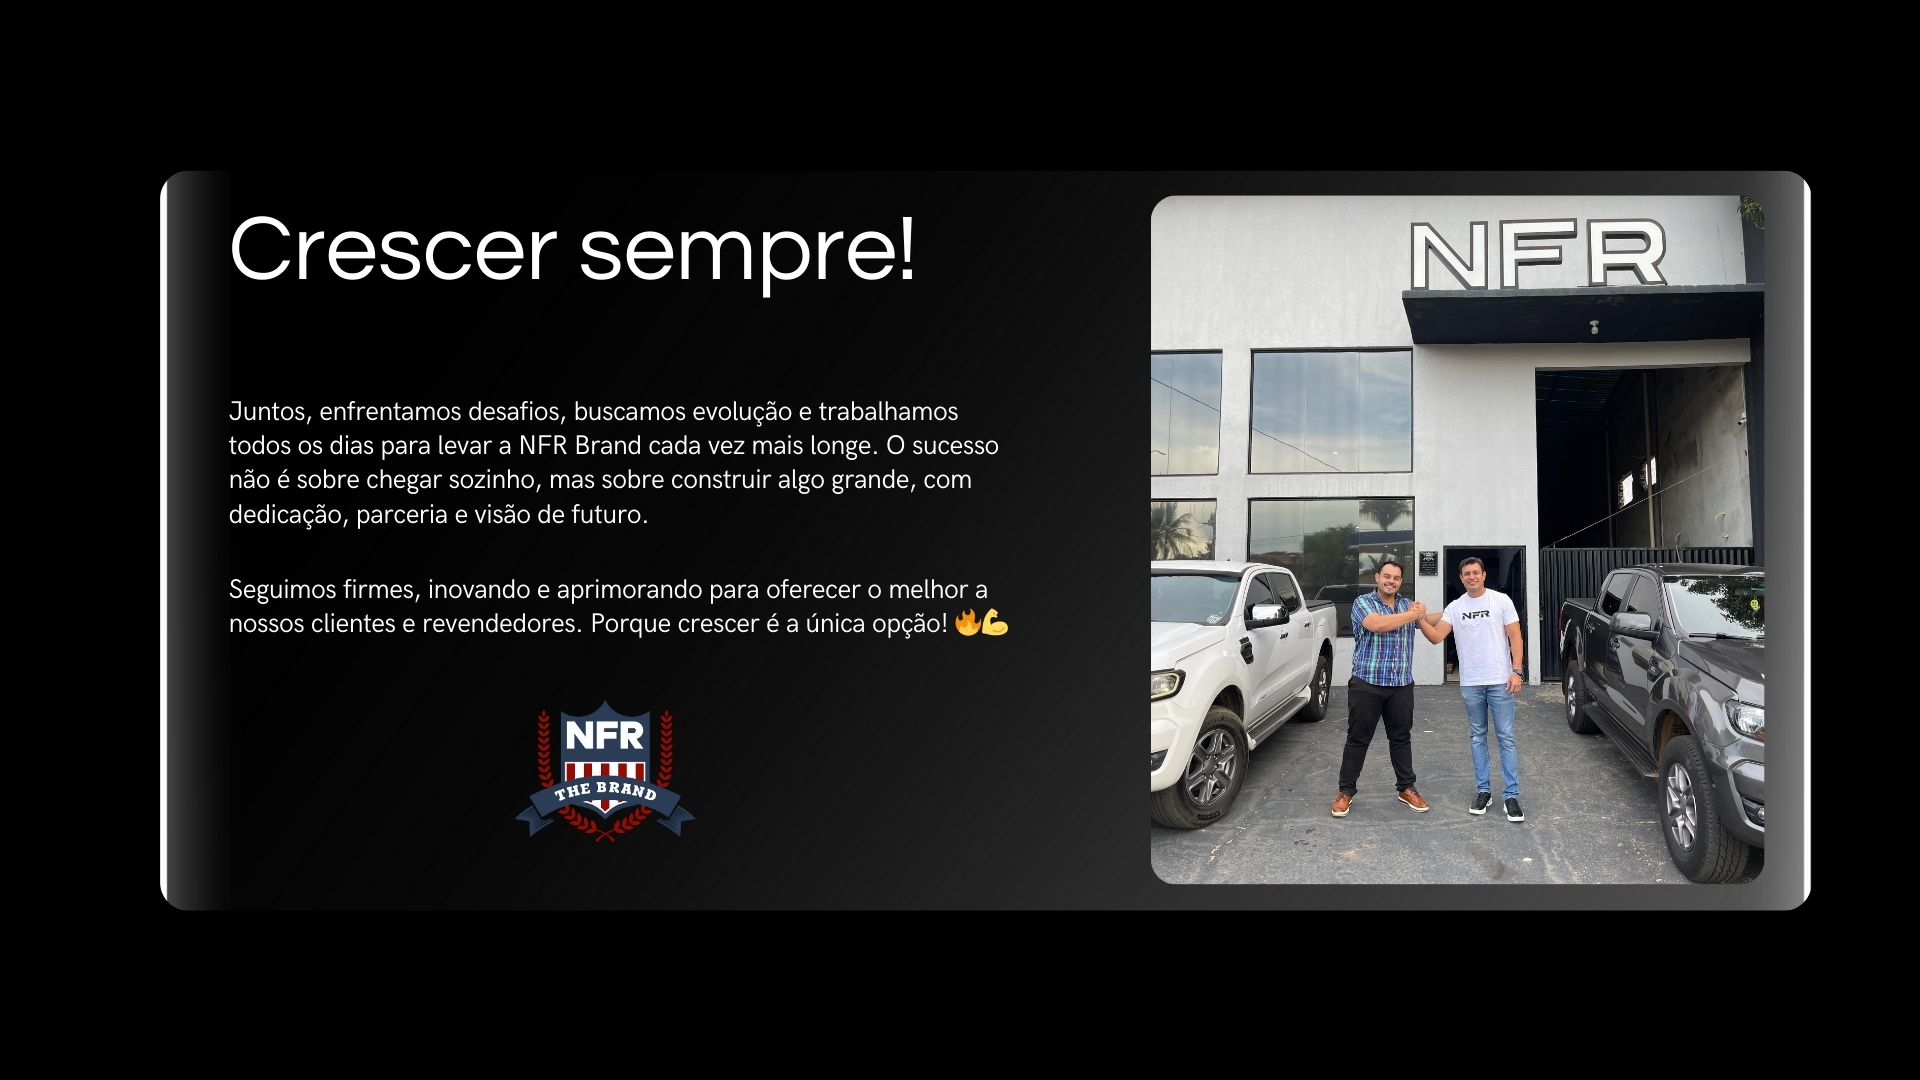 Crescer sempre!
Juntos, enfrentamos desafios, buscamos evolução e trabalhamos
todos os dias para levar a NFR Brand cada vez mais longe. O sucesso
não é sobre chegar sozinho, mas sobre construir algo grande, com
dedicação, parceria e visão de futuro.
Seguimos firmes, inovando e aprimorando para oferecer o melhor a
nossos clientes e revendedores. Porque crescer é a única opção! 🔥💪
NFR
THE BRAND
NFR
NFR